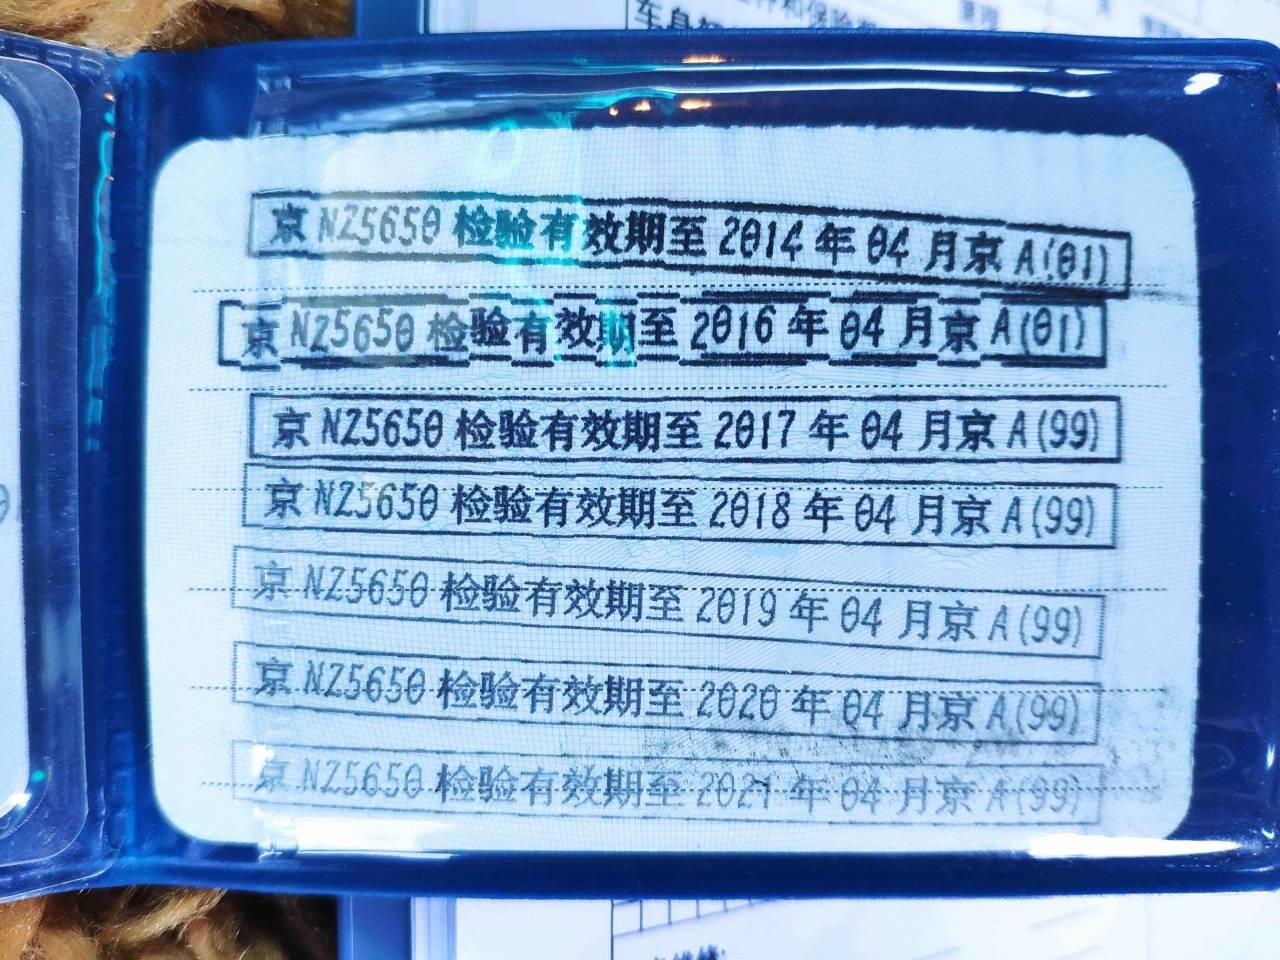 京 NZ5650 检验有效期至 2014 年 04 月京 A(01)
京 NZ5650 检验有效期至 2016 年 04 月京 A(01)
京 NZ5650 检验有效期至 2017 年 04 月京 A(99)
京 NZ5650 检验有效期至 2018 年 04 月京 A(99)
京 NZ5650 检验有效期至 2019 年 04 月京 A(99)
京 NZ5650 检验有效期至 2020 年 04 月京 A(99)
京 NZ5650 检验有效期至 2021 年 04 月京 A(99)